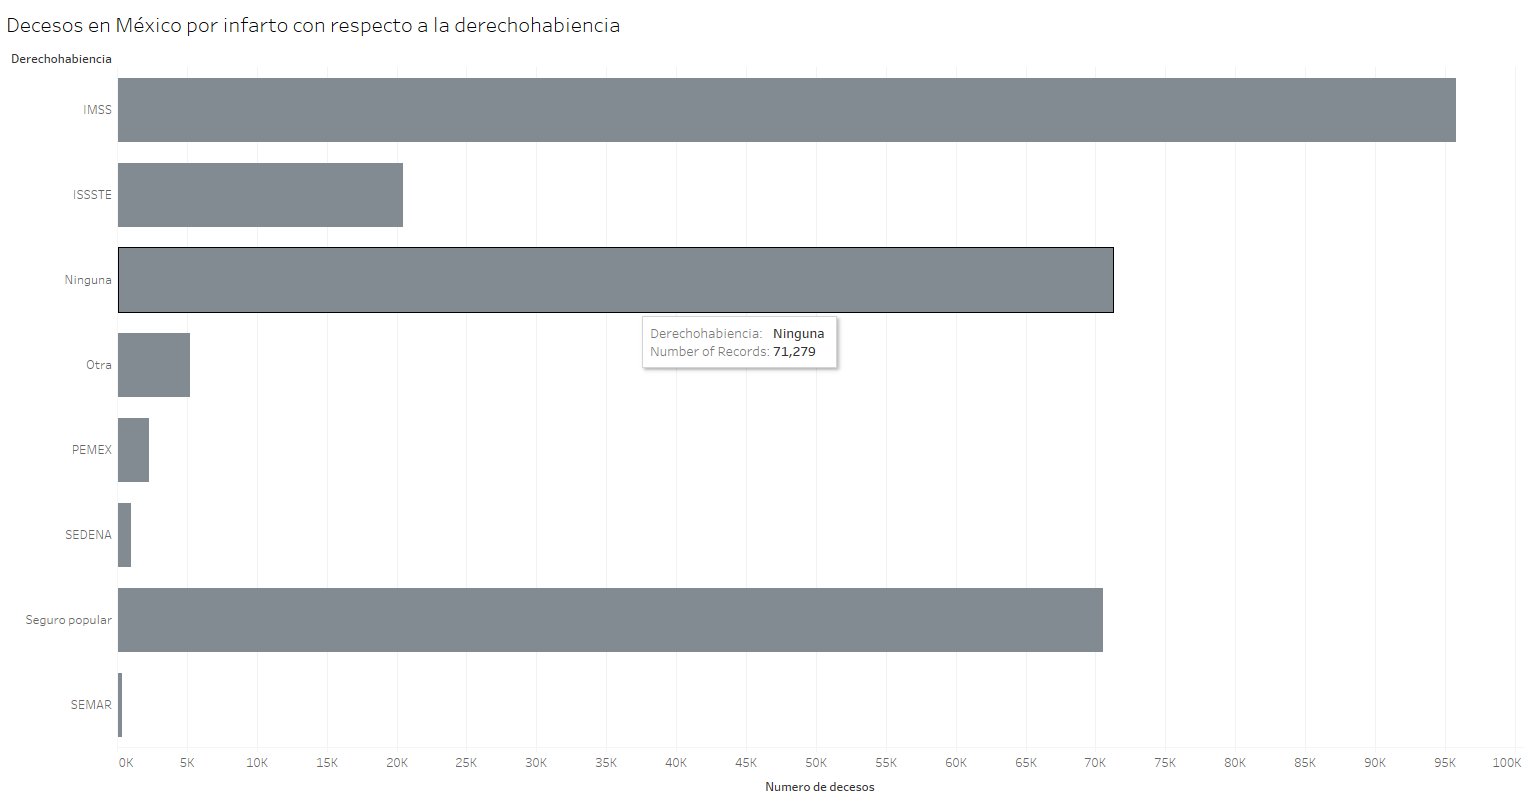 Decesos en México por infarto con respecto a la derechohabiencia
Derechohabiencia
IMSS
ISSSTE
Ninguna
Derechohabiencia: Ninguna
Number of Records: 71,279
Otra
PEMEX
SEDENA
Seguro popular
SEMAR
0K 5K 10K 15K 20K 25K 30K 35K 40K 45K 50K 55K 60K 65K 70K 75K 80K 85K 90K 95K 100K
Numero de decesos